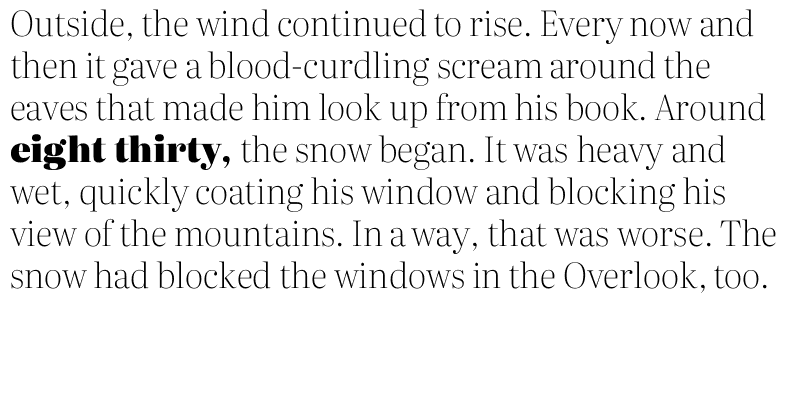 Outside, the wind continued to rise. Every now and
then it gave a blood-curdling scream around the
eaves that made him look up from his book. Around
eight thirty, the snow began. It was heavy and
wet, quickly coating his window and blocking his
view of the mountains. In a way, that was worse. The
snow had blocked the windows in the Overlook, too.